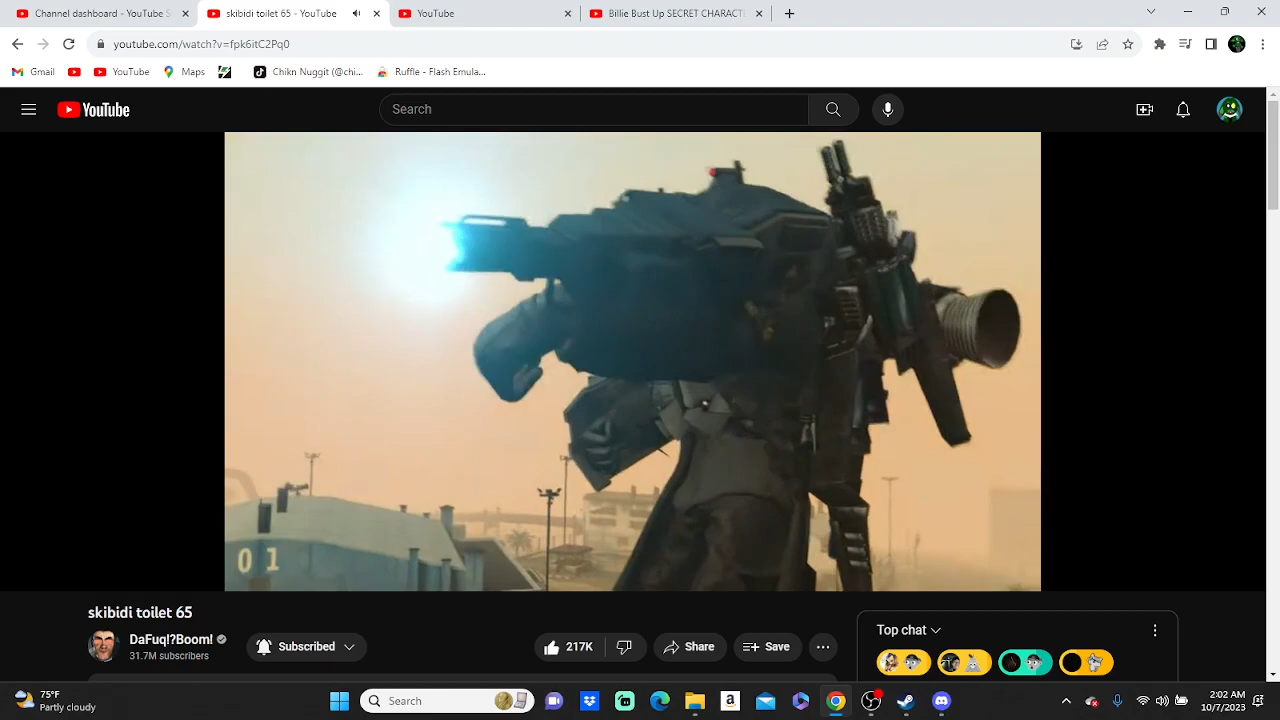 Channel dashboard - YouTube S
skibidi toilet 65 - YouTube
YouTube
Billie Bust Up SECRET CHARACTE
youtube.com/watch?v=fpk6itC2Pq0
Gmail
YouTube
Maps
Chikn Nuggit (@chi...
Ruffle - Flash Emula...
YouTube
Search
0 1
skibidi toilet 65
DaFuq!?Boom!
31.7M subscribers
Subscribed
217K
Share
Save
Top chat
75°F
Partly cloudy
Search
2:02 AM
10/7/2023